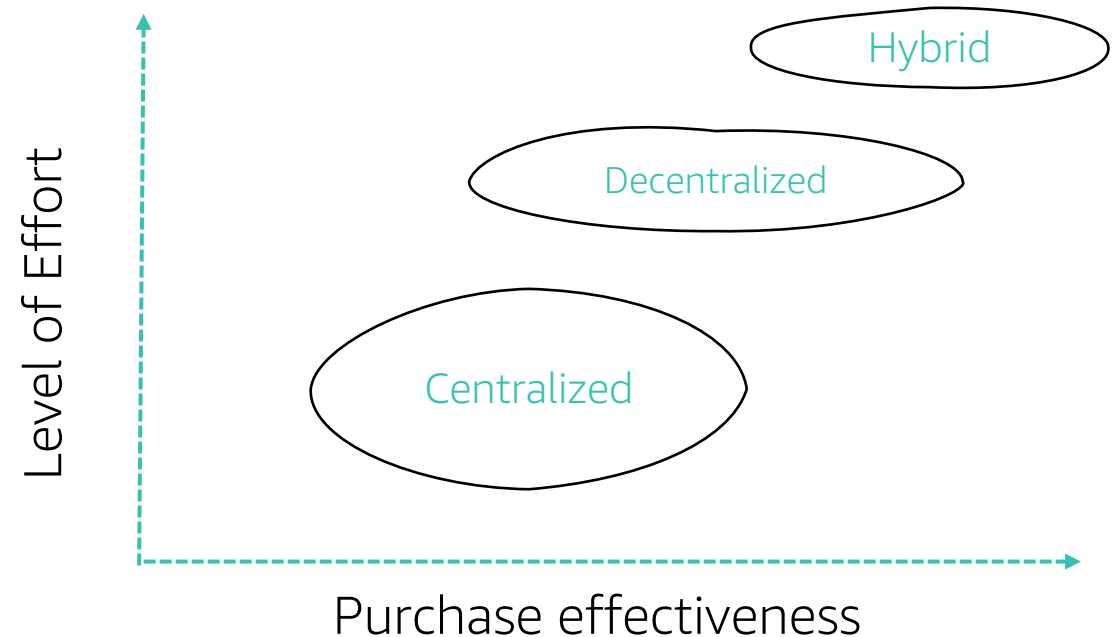 Hybrid
Decentralized
Centralized
Level of Effort
Purchase effectiveness